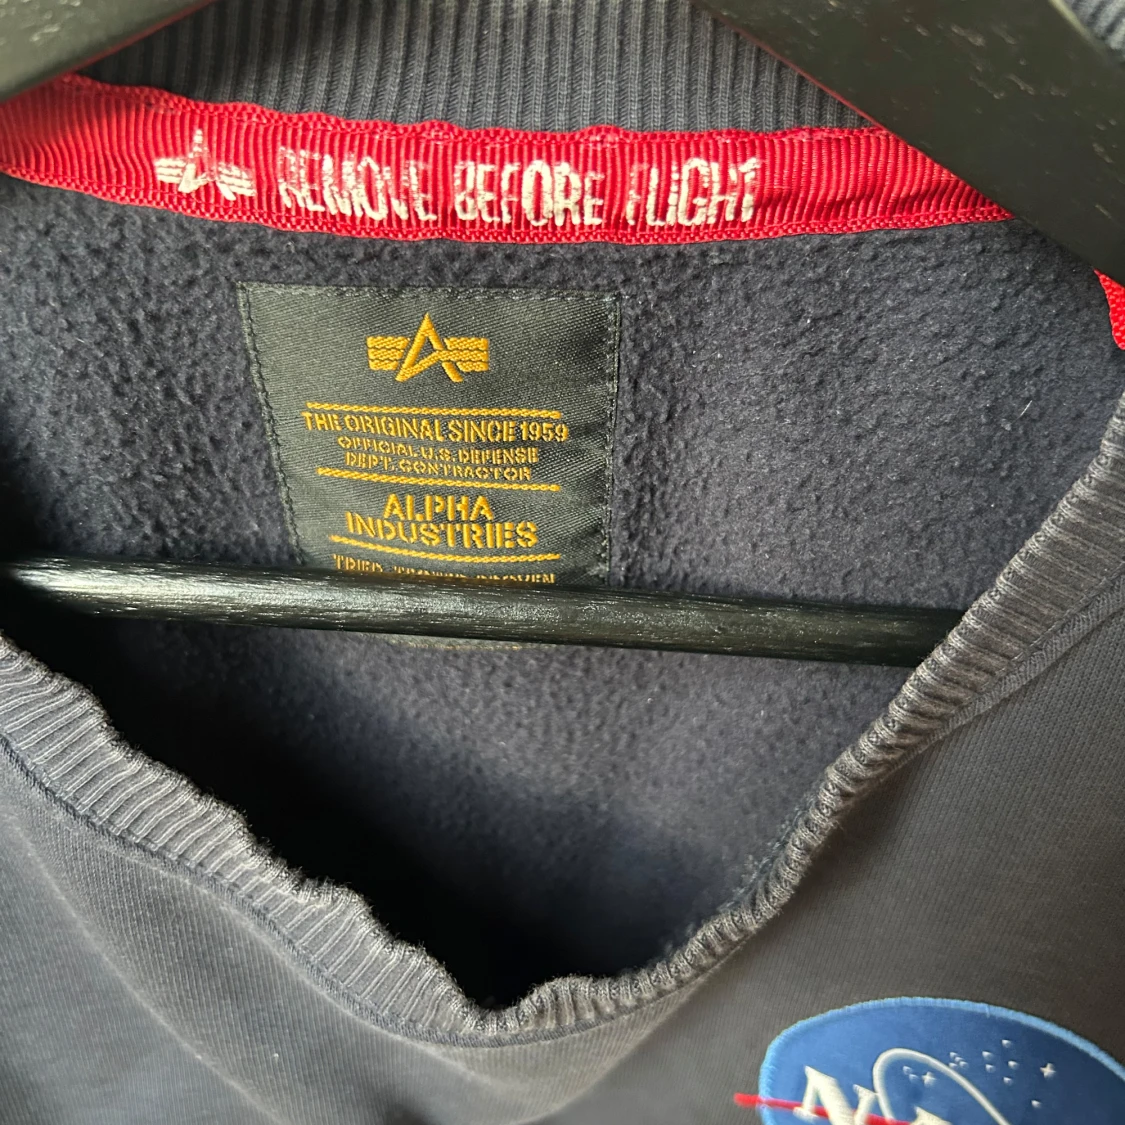 REMOVE BEFORE FLIGHT
THE ORIGINAL SINCE 1959
OFFICIAL U.S. DEFENSE
DEPT. CONTRACTOR
ALPHA
INDUSTRIES